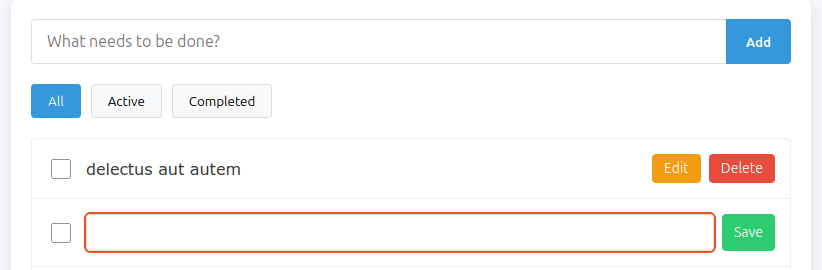 What needs to be done?
Add
All
Active
Completed
delectus aut autem
Edit
Delete
Save